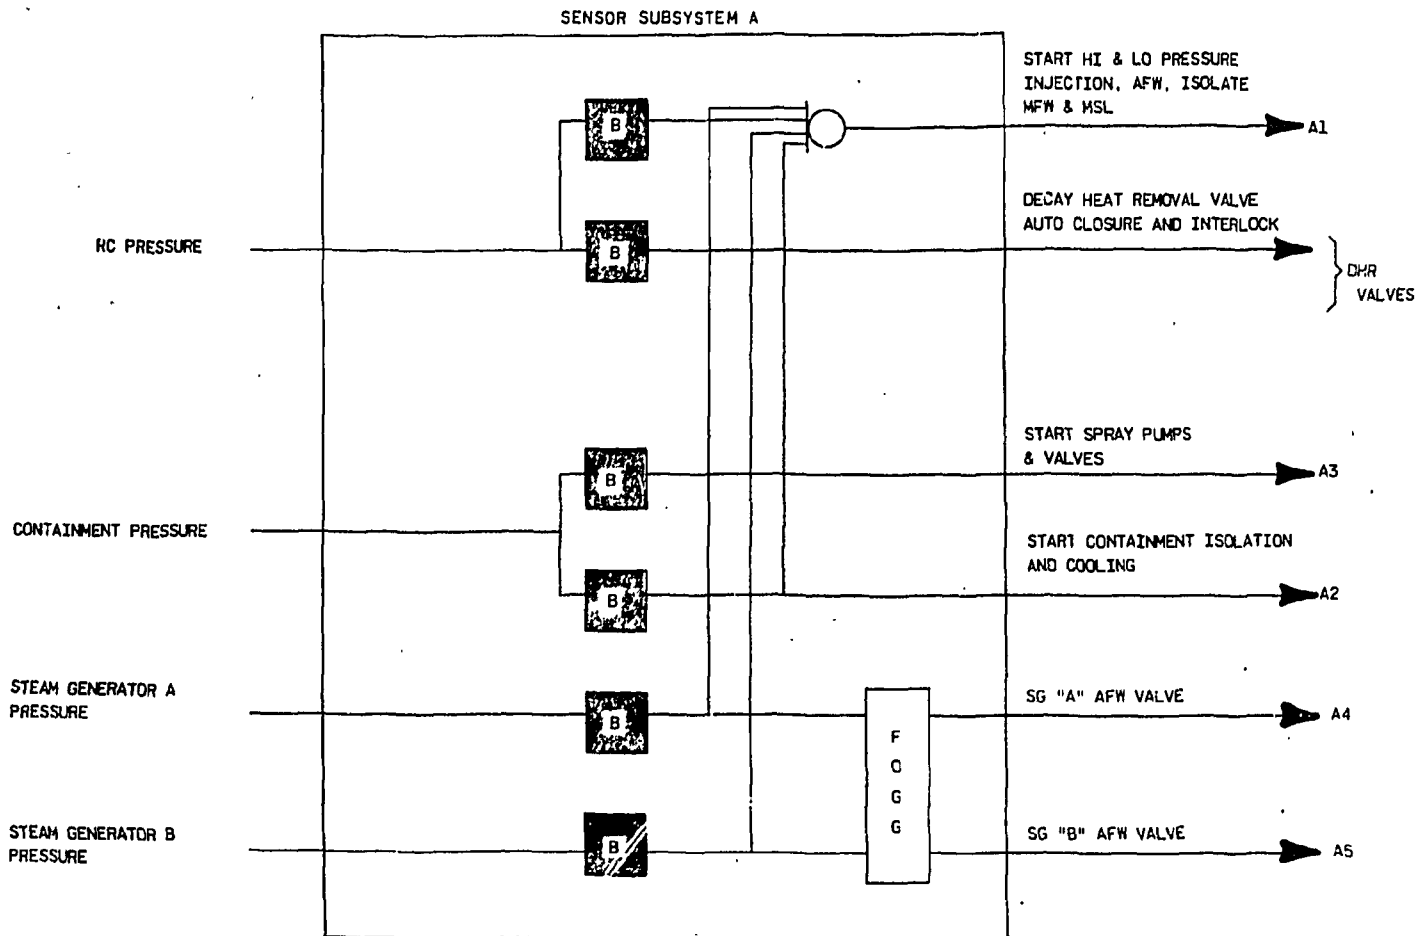 SENSOR SUBSYSTEM A
START HI & LO PRESSURE
INJECTION, AFW, ISOLATE
MFW & MSL
B
A1
DECAY HEAT REMOVAL VALVE
AUTO CLOSURE AND INTERLOCK
RC PRESSURE
B
DHR
VALVES
START SPRAY PUMPS
& VALVES
B
A3
CONTAINMENT PRESSURE
START CONTAINMENT ISOLATION
AND COOLING
B
A2
STEAM GENERATOR A
PRESSURE
B
SG "A" AFW VALVE
A4
F
O
G
G
STEAM GENERATOR B
PRESSURE
B
SG "B" AFW VALVE
A5